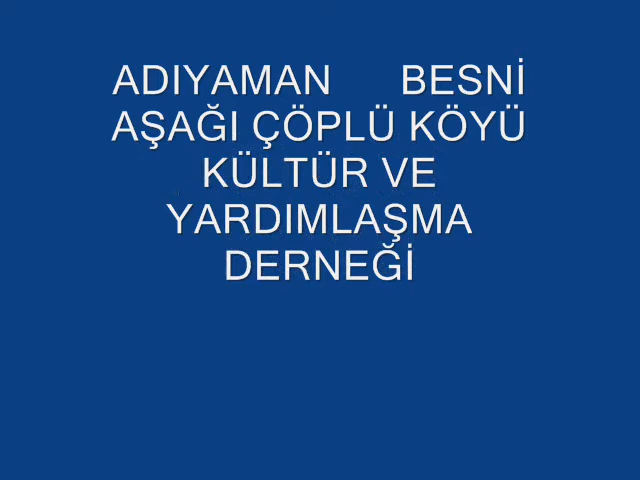 ADIYAMAN BESNİ
AŞAĞI ÇÖPLÜ KÖYÜ
KÜLTÜR VE
YARDIMLAŞMA
DERNEĞİ